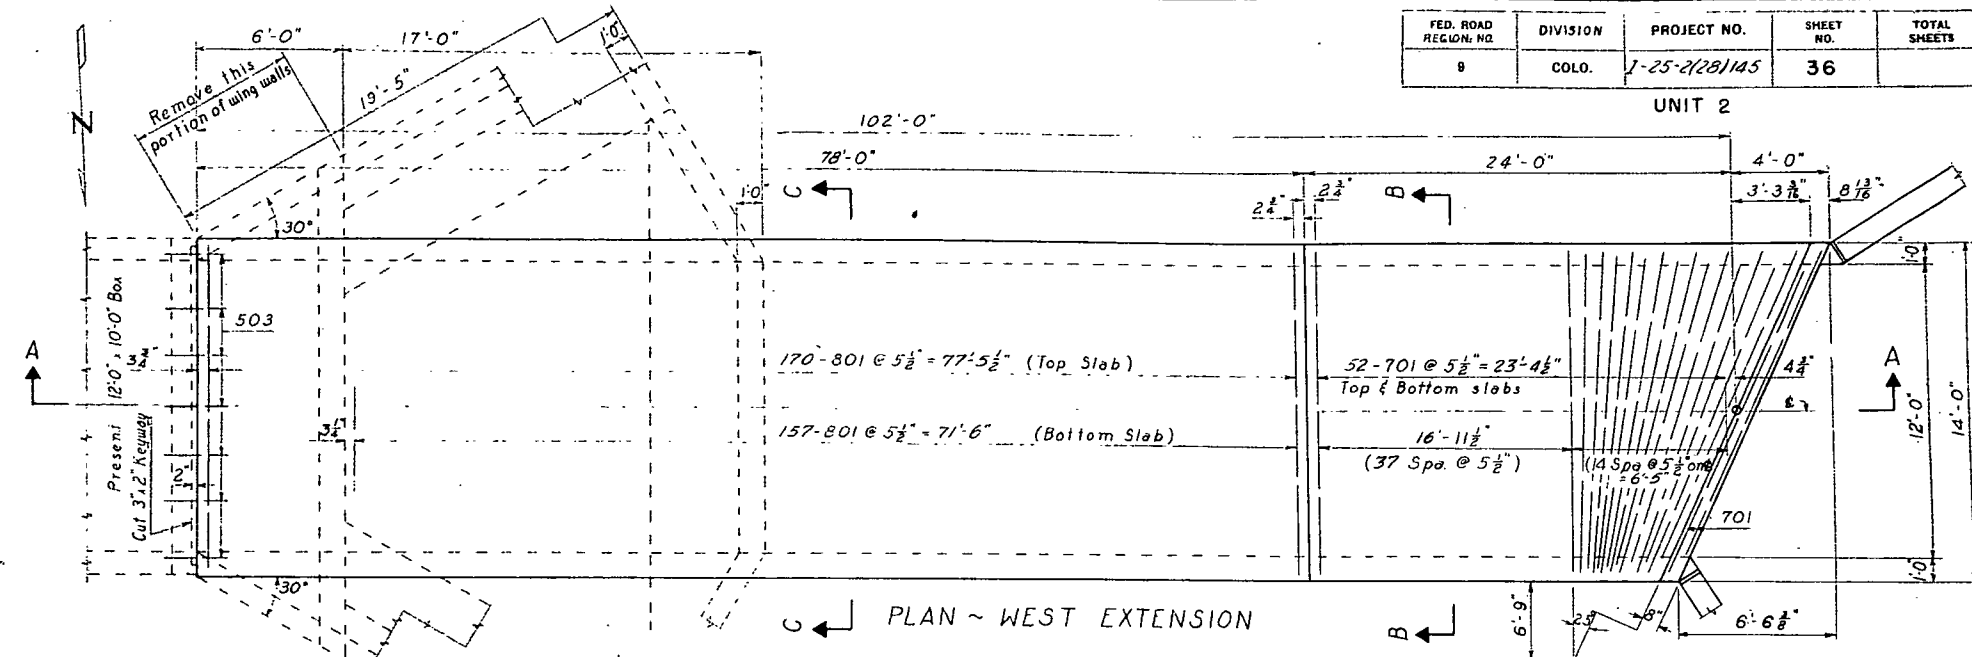 FED. ROAD REGION. NO. DIVISION PROJECT NO. SHEET NO. TOTAL SHEETS
9 COLO. I-25-2(28)145 36
UNIT 2
N
6'-0" 17'-0" 1'-0"
Remove this
portion of wing walls
19'-5"
102'-0"
78'-0" 24'-0" 4'-0"
3'-3 3/16" 8 13/16"
1'-0" C B 2 3/4" 2 3/4"
30°
1'-0"
Present 12'-0" x 10'-0" Box
Cut 3"x2" Keyway
503
2"
3 1/4"
A
170-801 @ 5 1/2" = 77'-5 1/2" (Top Slab)
52-701 @ 5 1/2" = 23'-4 1/2"
Top & Bottom slabs
4 3/4"
A
157-801 @ 5 1/2" = 71'-6" (Bottom Slab)
16'-11 1/2"
(37 Spa. @ 5 1/2")
(14 Spa @ 5 1/2"
= 6'-5"
12'-0"
14'-0"
701
1'-0"
30°
C PLAN ~ WEST EXTENSION B
6'-9"
25°
8"
6'-6 3/8"